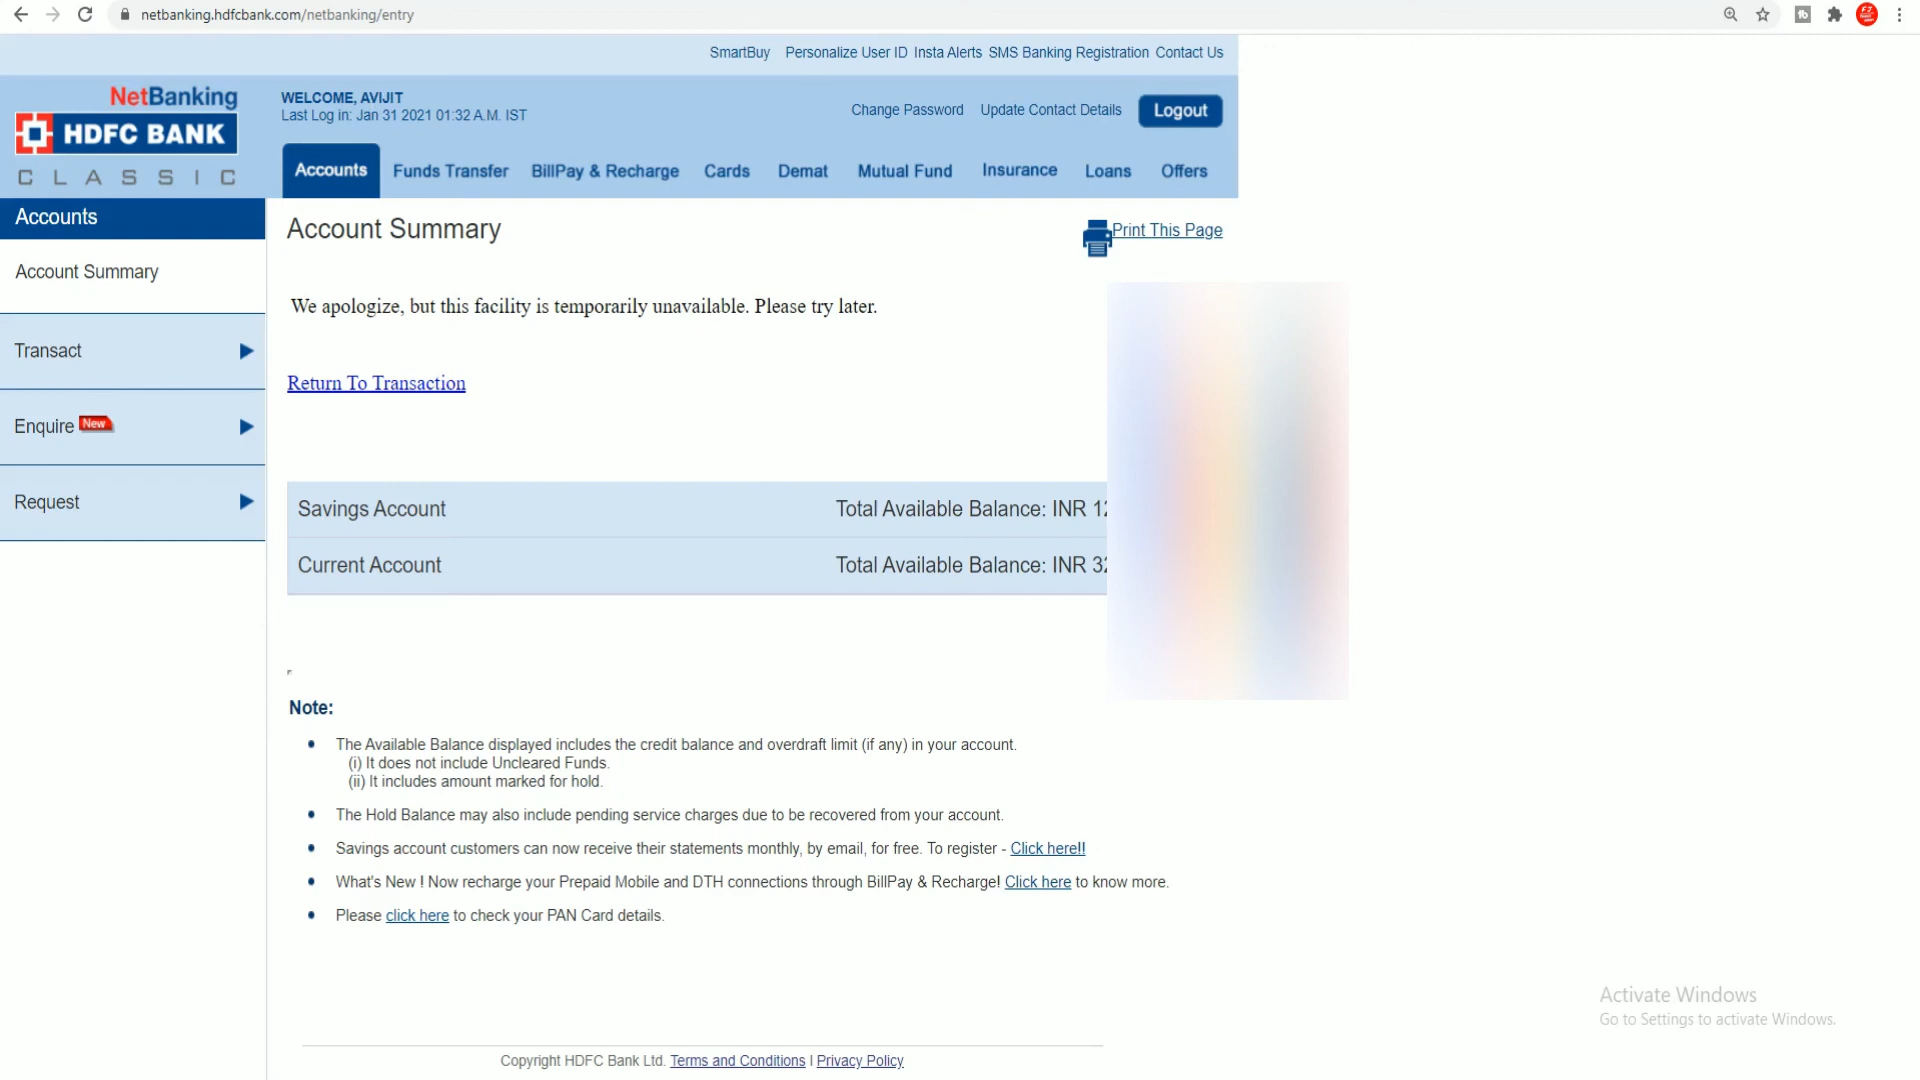 netbanking.hdfcbank.com/netbanking/entry
SmartBuy Personalize User ID Insta Alerts SMS Banking Registration Contact Us
NetBanking
HDFC BANK
CLASSIC
WELCOME, AVIJIT
Last Log in: Jan 31 2021 01:32 A.M. IST
Change Password Update Contact Details Logout
Accounts Funds Transfer BillPay & Recharge Cards Demat Mutual Fund Insurance Loans Offers
Accounts
Account Summary
Transact
Enquire New
Request
Account Summary
Print This Page
We apologize, but this facility is temporarily unavailable. Please try later.
Return To Transaction
Savings Account Total Available Balance: INR 12
Current Account Total Available Balance: INR 32
Note:
The Available Balance displayed includes the credit balance and overdraft limit (if any) in your account.
(i) It does not include Uncleared Funds.
(ii) It includes amount marked for hold.
The Hold Balance may also include pending service charges due to be recovered from your account.
Savings account customers can now receive their statements monthly, by email, for free. To register - Click here!!
What's New ! Now recharge your Prepaid Mobile and DTH connections through BillPay & Recharge! Click here to know more.
Please click here to check your PAN Card details.
Activate Windows
Go to Settings to activate Windows.
Copyright HDFC Bank Ltd. Terms and Conditions | Privacy Policy